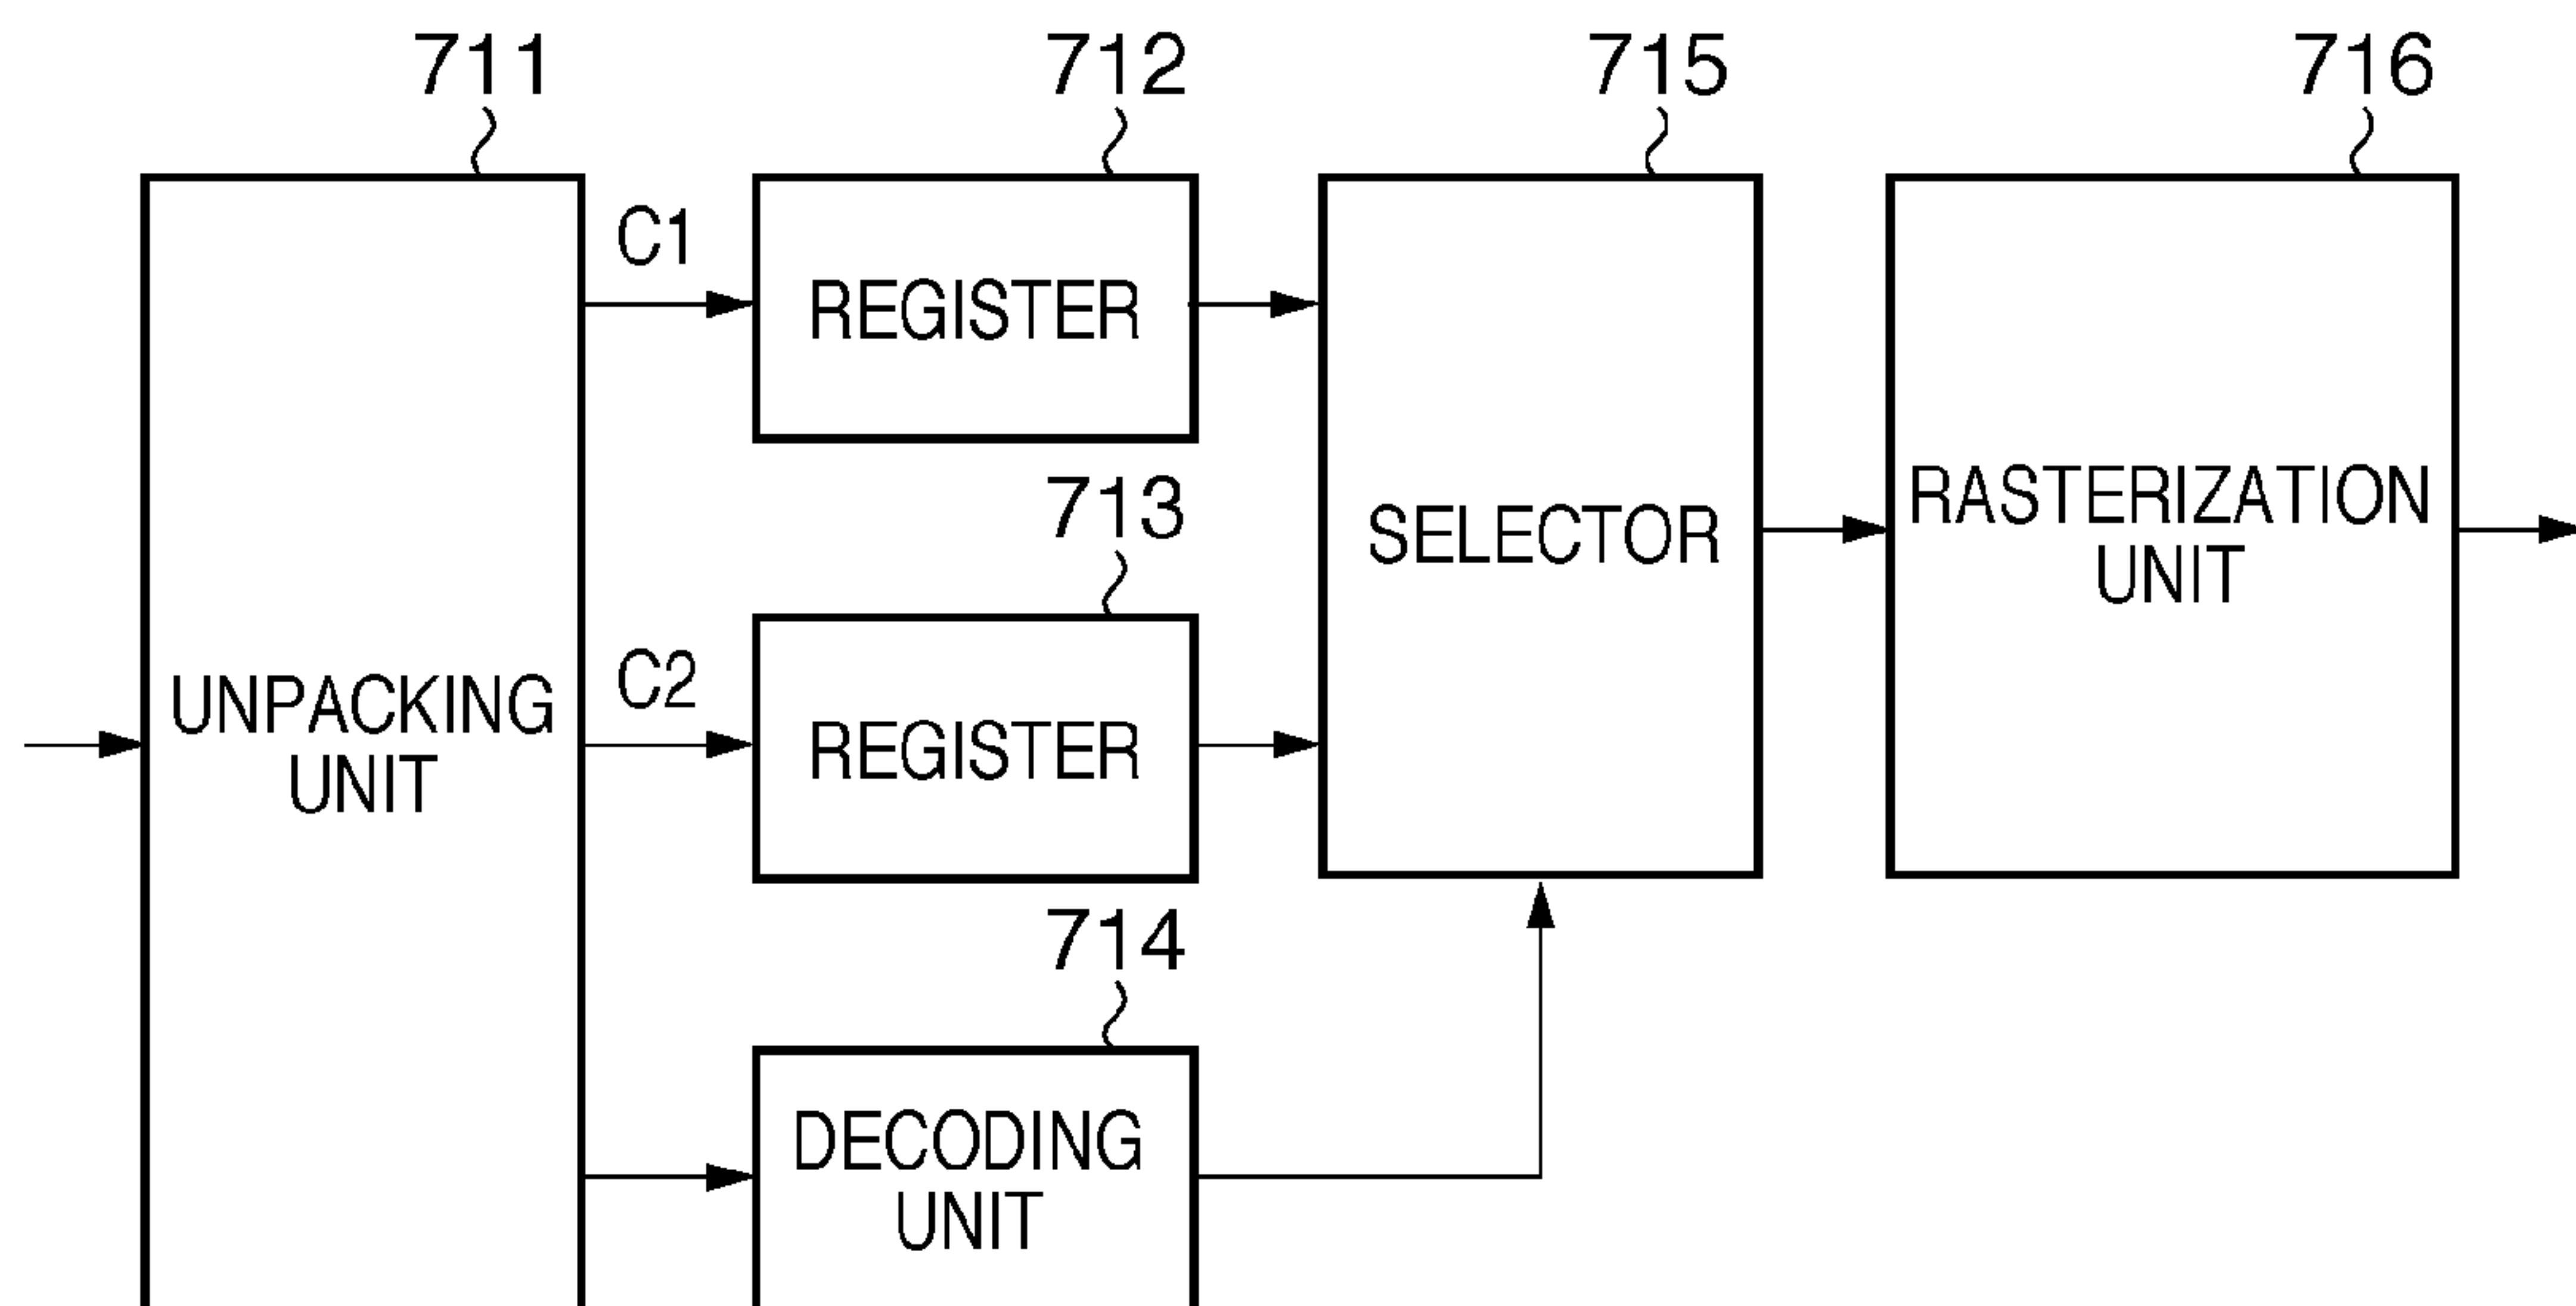 711
712
715
716
C1
REGISTER
713
SELECTOR
RASTERIZATION
UNIT
C2
UNPACKING
UNIT
REGISTER
714
DECODING
UNIT